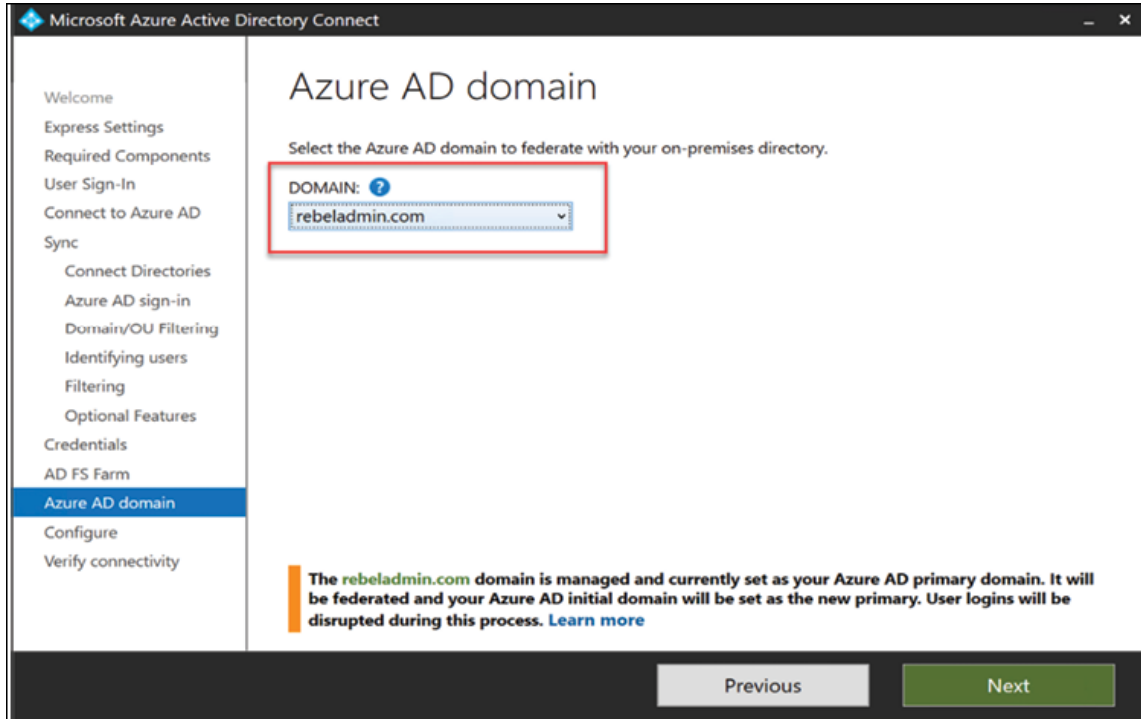 Microsoft Azure Active Directory Connect
Welcome
Express Settings
Required Components
User Sign-In
Connect to Azure AD
Sync
Connect Directories
Azure AD sign-in
Domain/OU Filtering
Identifying users
Filtering
Optional Features
Credentials
AD FS Farm
Azure AD domain
Configure
Verify connectivity
Azure AD domain
Select the Azure AD domain to federate with your on-premises directory.
DOMAIN: ?
rebeladmin.com
The rebeladmin.com domain is managed and currently set as your Azure AD primary domain. It will
be federated and your Azure AD initial domain will be set as the new primary. User logins will be
disrupted during this process. Learn more
Previous
Next